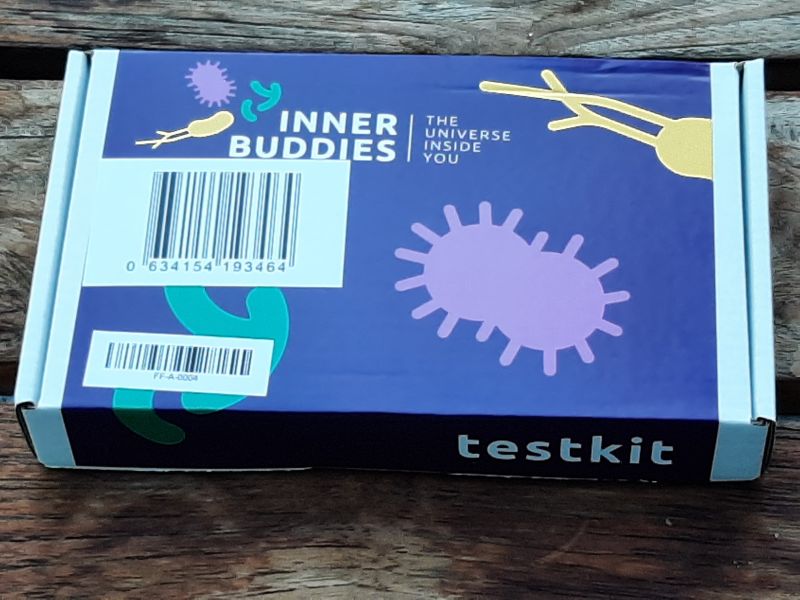 INNER
BUDDIES
THE
UNIVERSE
INSIDE
YOU
0 634154 193464
FF-A-0004
testkit